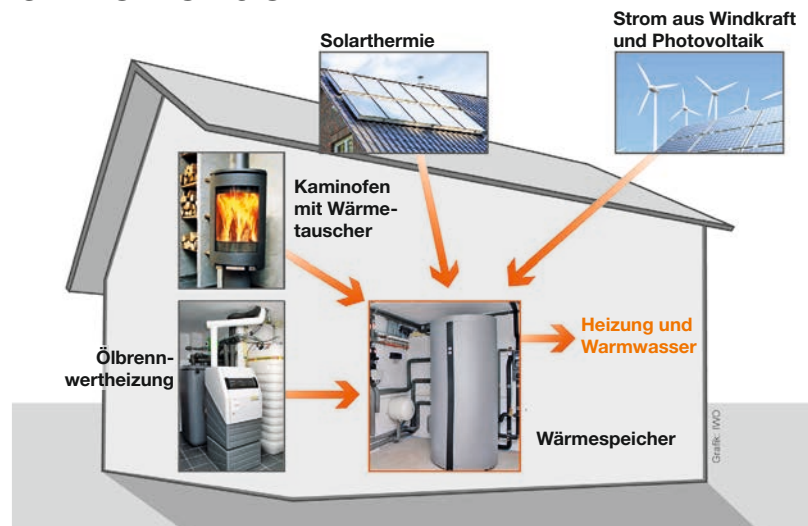 Solarthermie
Strom aus Windkraft
und Photovoltaik
Kaminofen
mit Wärme-
tauscher
Ölbrenn-
wertheizung
Heizung und
Warmwasser
Wärmespeicher
Grafik: IWO